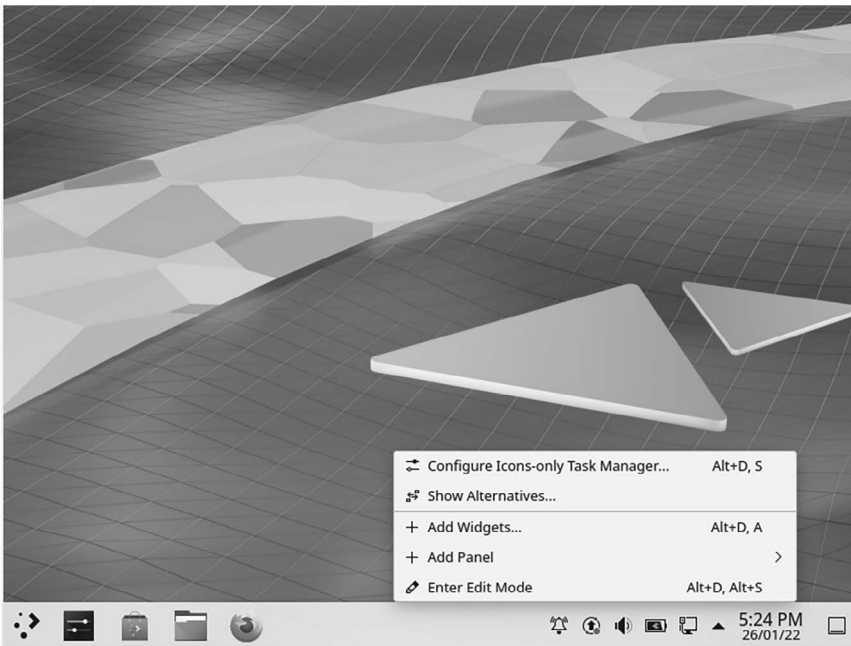 Configure Icons-only Task Manager... Alt+D, S
Show Alternatives...
Add Widgets... Alt+D, A
Add Panel
Enter Edit Mode Alt+D, Alt+S
5:24 PM
26/01/22